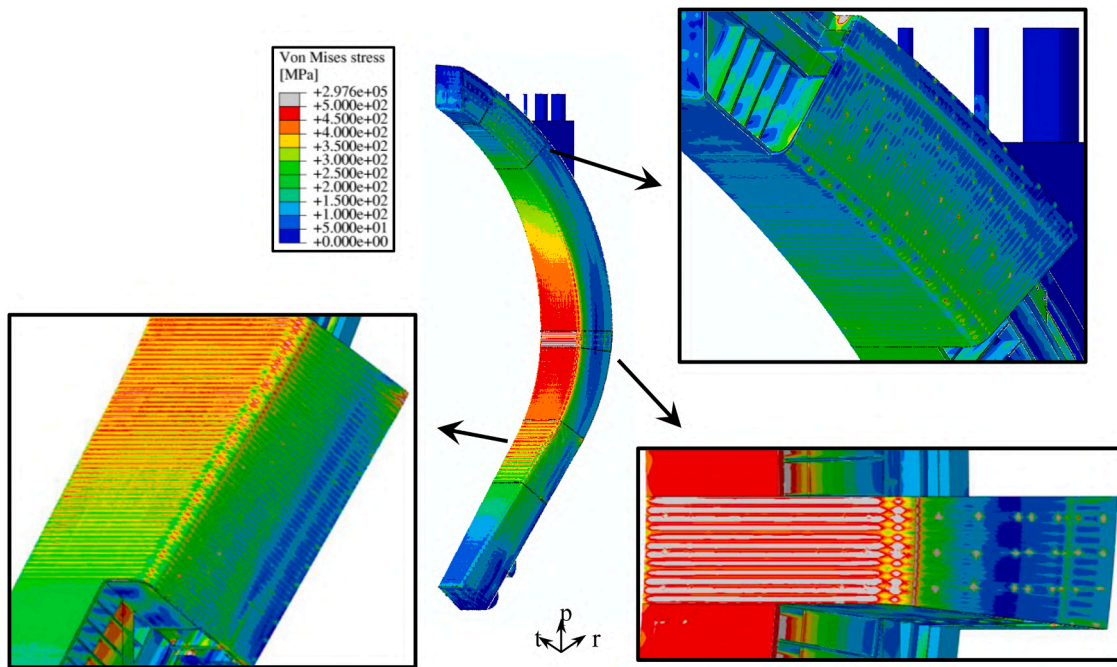 Von Mises stress
[MPa]
+2.976e+05
+5.000e+02
+4.500e+02
+4.000e+02
+3.500e+02
+3.000e+02
+2.500e+02
+2.000e+02
+1.500e+02
+1.000e+02
+5.000e+01
+0.000e+00
p
t r